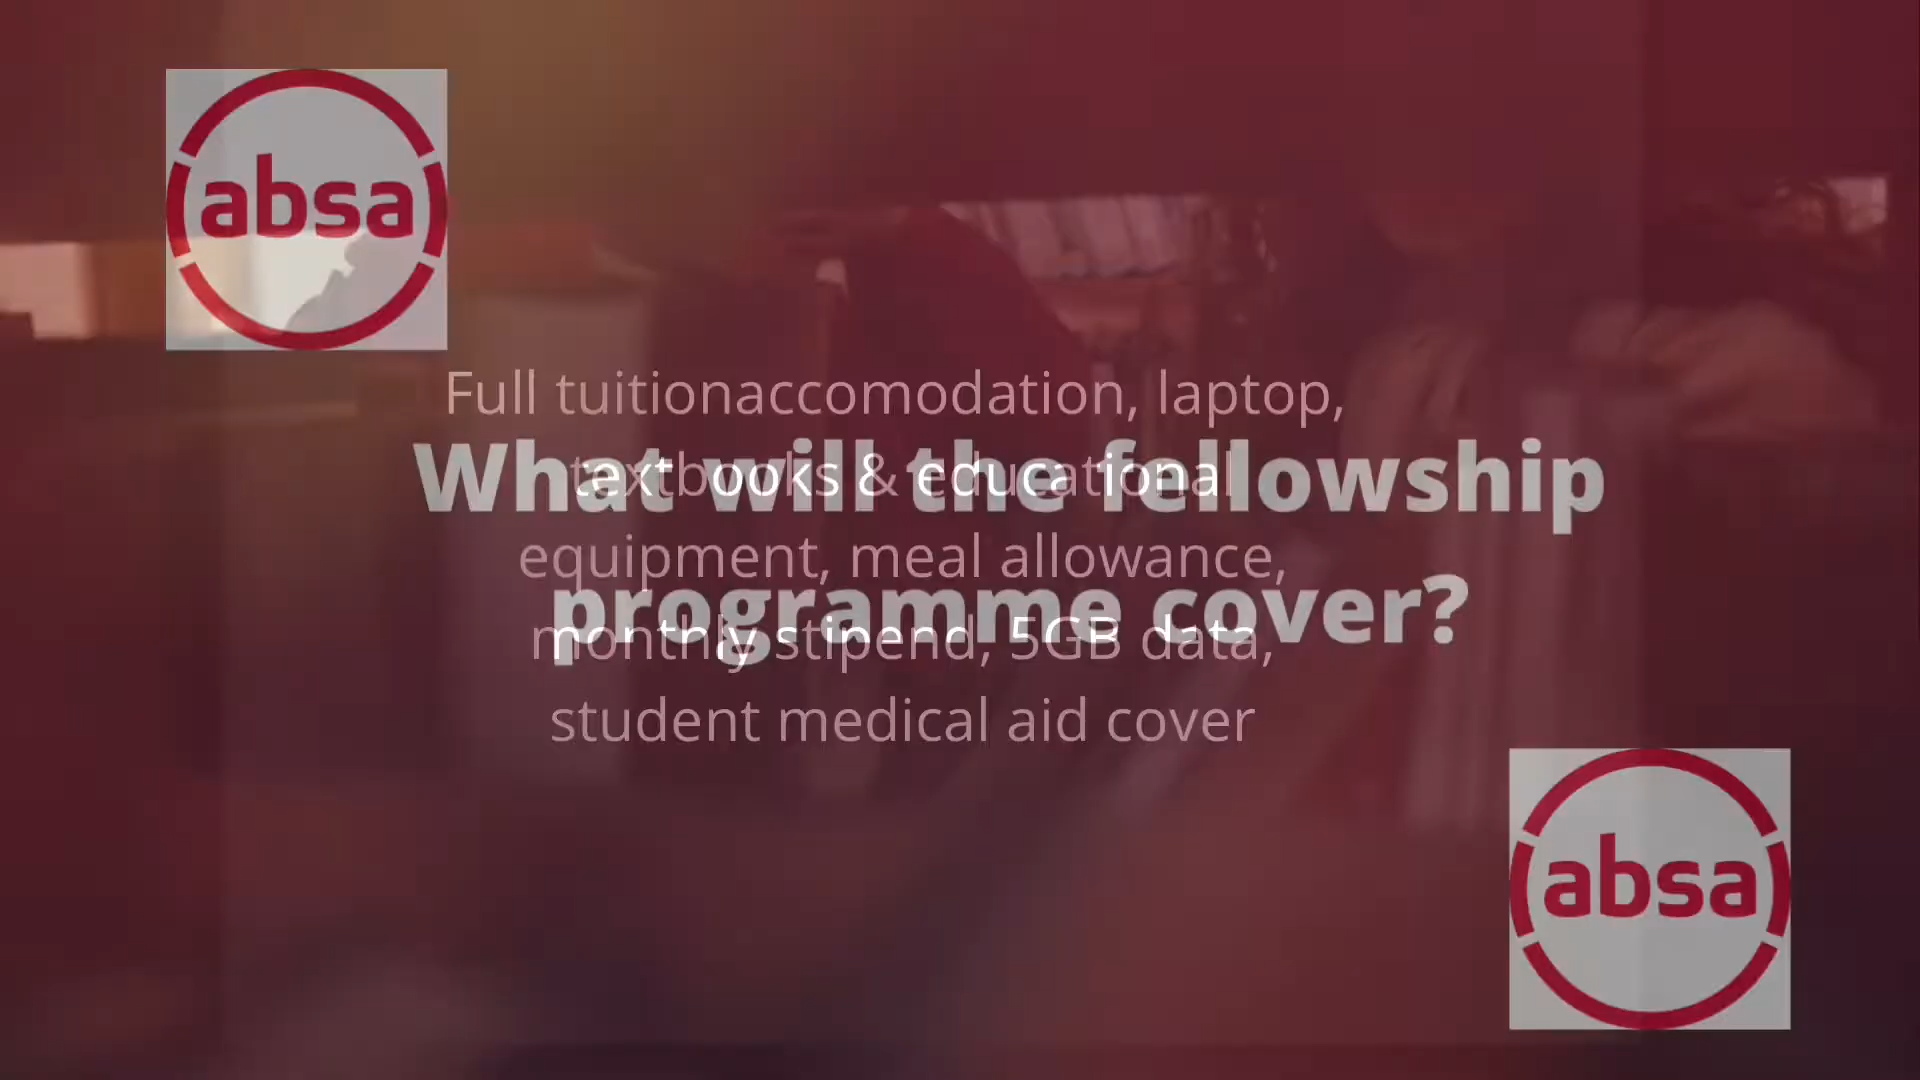 absa
What will the fellowship
programme cover?
Full tuitionaccomodation, laptop,
textbooks & educational
equipment, meal allowance,
monthly stipend, 5GB data,
student medical aid cover
absa